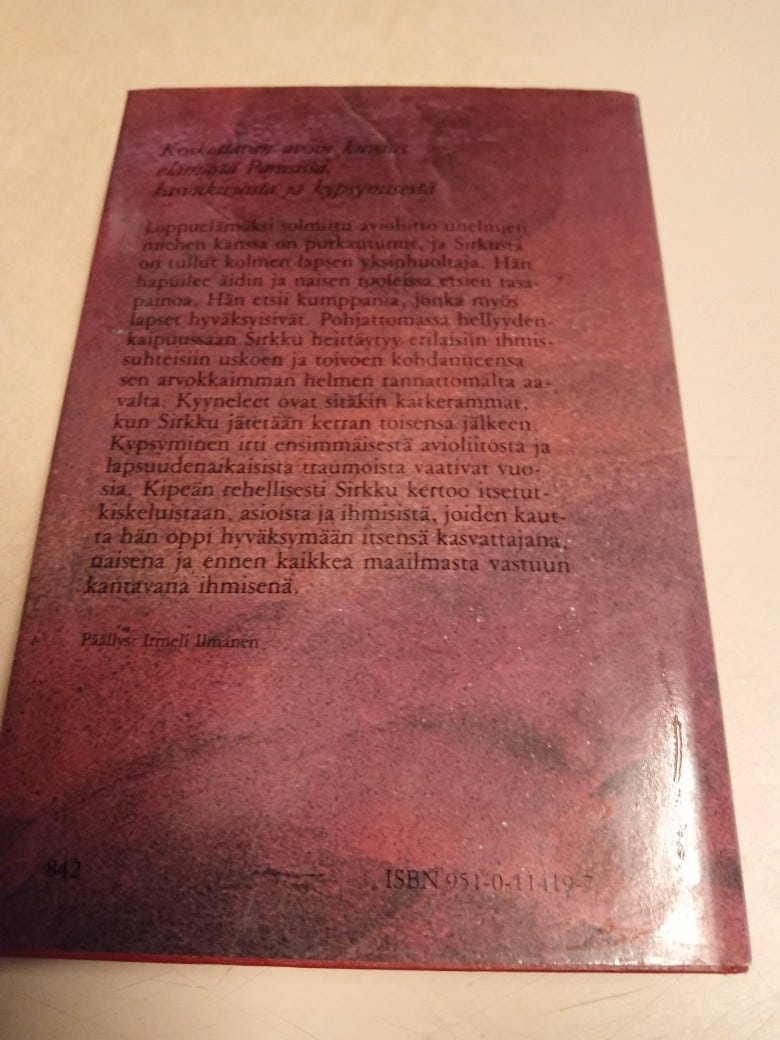 Koskettavan avoin kuvaus
elämästä Pariisissa,
kasvukivuista ja kypsymisestä
Loppuelämäksi solmittu avioliitto unelmien
miehen kanssa on purkautunut, ja Sirkusta
on tullut kolmen lapsen yksinhuoltaja. Hän
hapuilee äidin ja naisen rooleissa etsien tasa-
painoa. Hän etsii kumppania, jonka myös
lapset hyväksyisivät. Pohjattomassa hellyyden-
kaipuussaan Sirkku heittäytyy erilaisiin ihmis-
suhteisiin uskoen ja toivoen kohdanneensa
sen arvokkaimman helmen rannattomalta aa-
valta. Kyyneleet ovat sitäkin katkerammat,
kun Sirkku jätetään kerran toisensa jälkeen.
Kypsyminen irti ensimmäisestä avioliitosta ja
lapsuudenaikaisista traumoista vaativat vuo-
sia. Kipeän rehellisesti Sirkku kertoo itsetut-
kiskeluistaan, asioista ja ihmisistä, joiden kaut-
ta hän oppi hyväksymään itsensä kasvattajana,
naisena ja ennen kaikkea maailmasta vastuun
kantavana ihmisenä.
Päällys: Irmeli Ilmanen
842
ISBN 951-0-11419-7